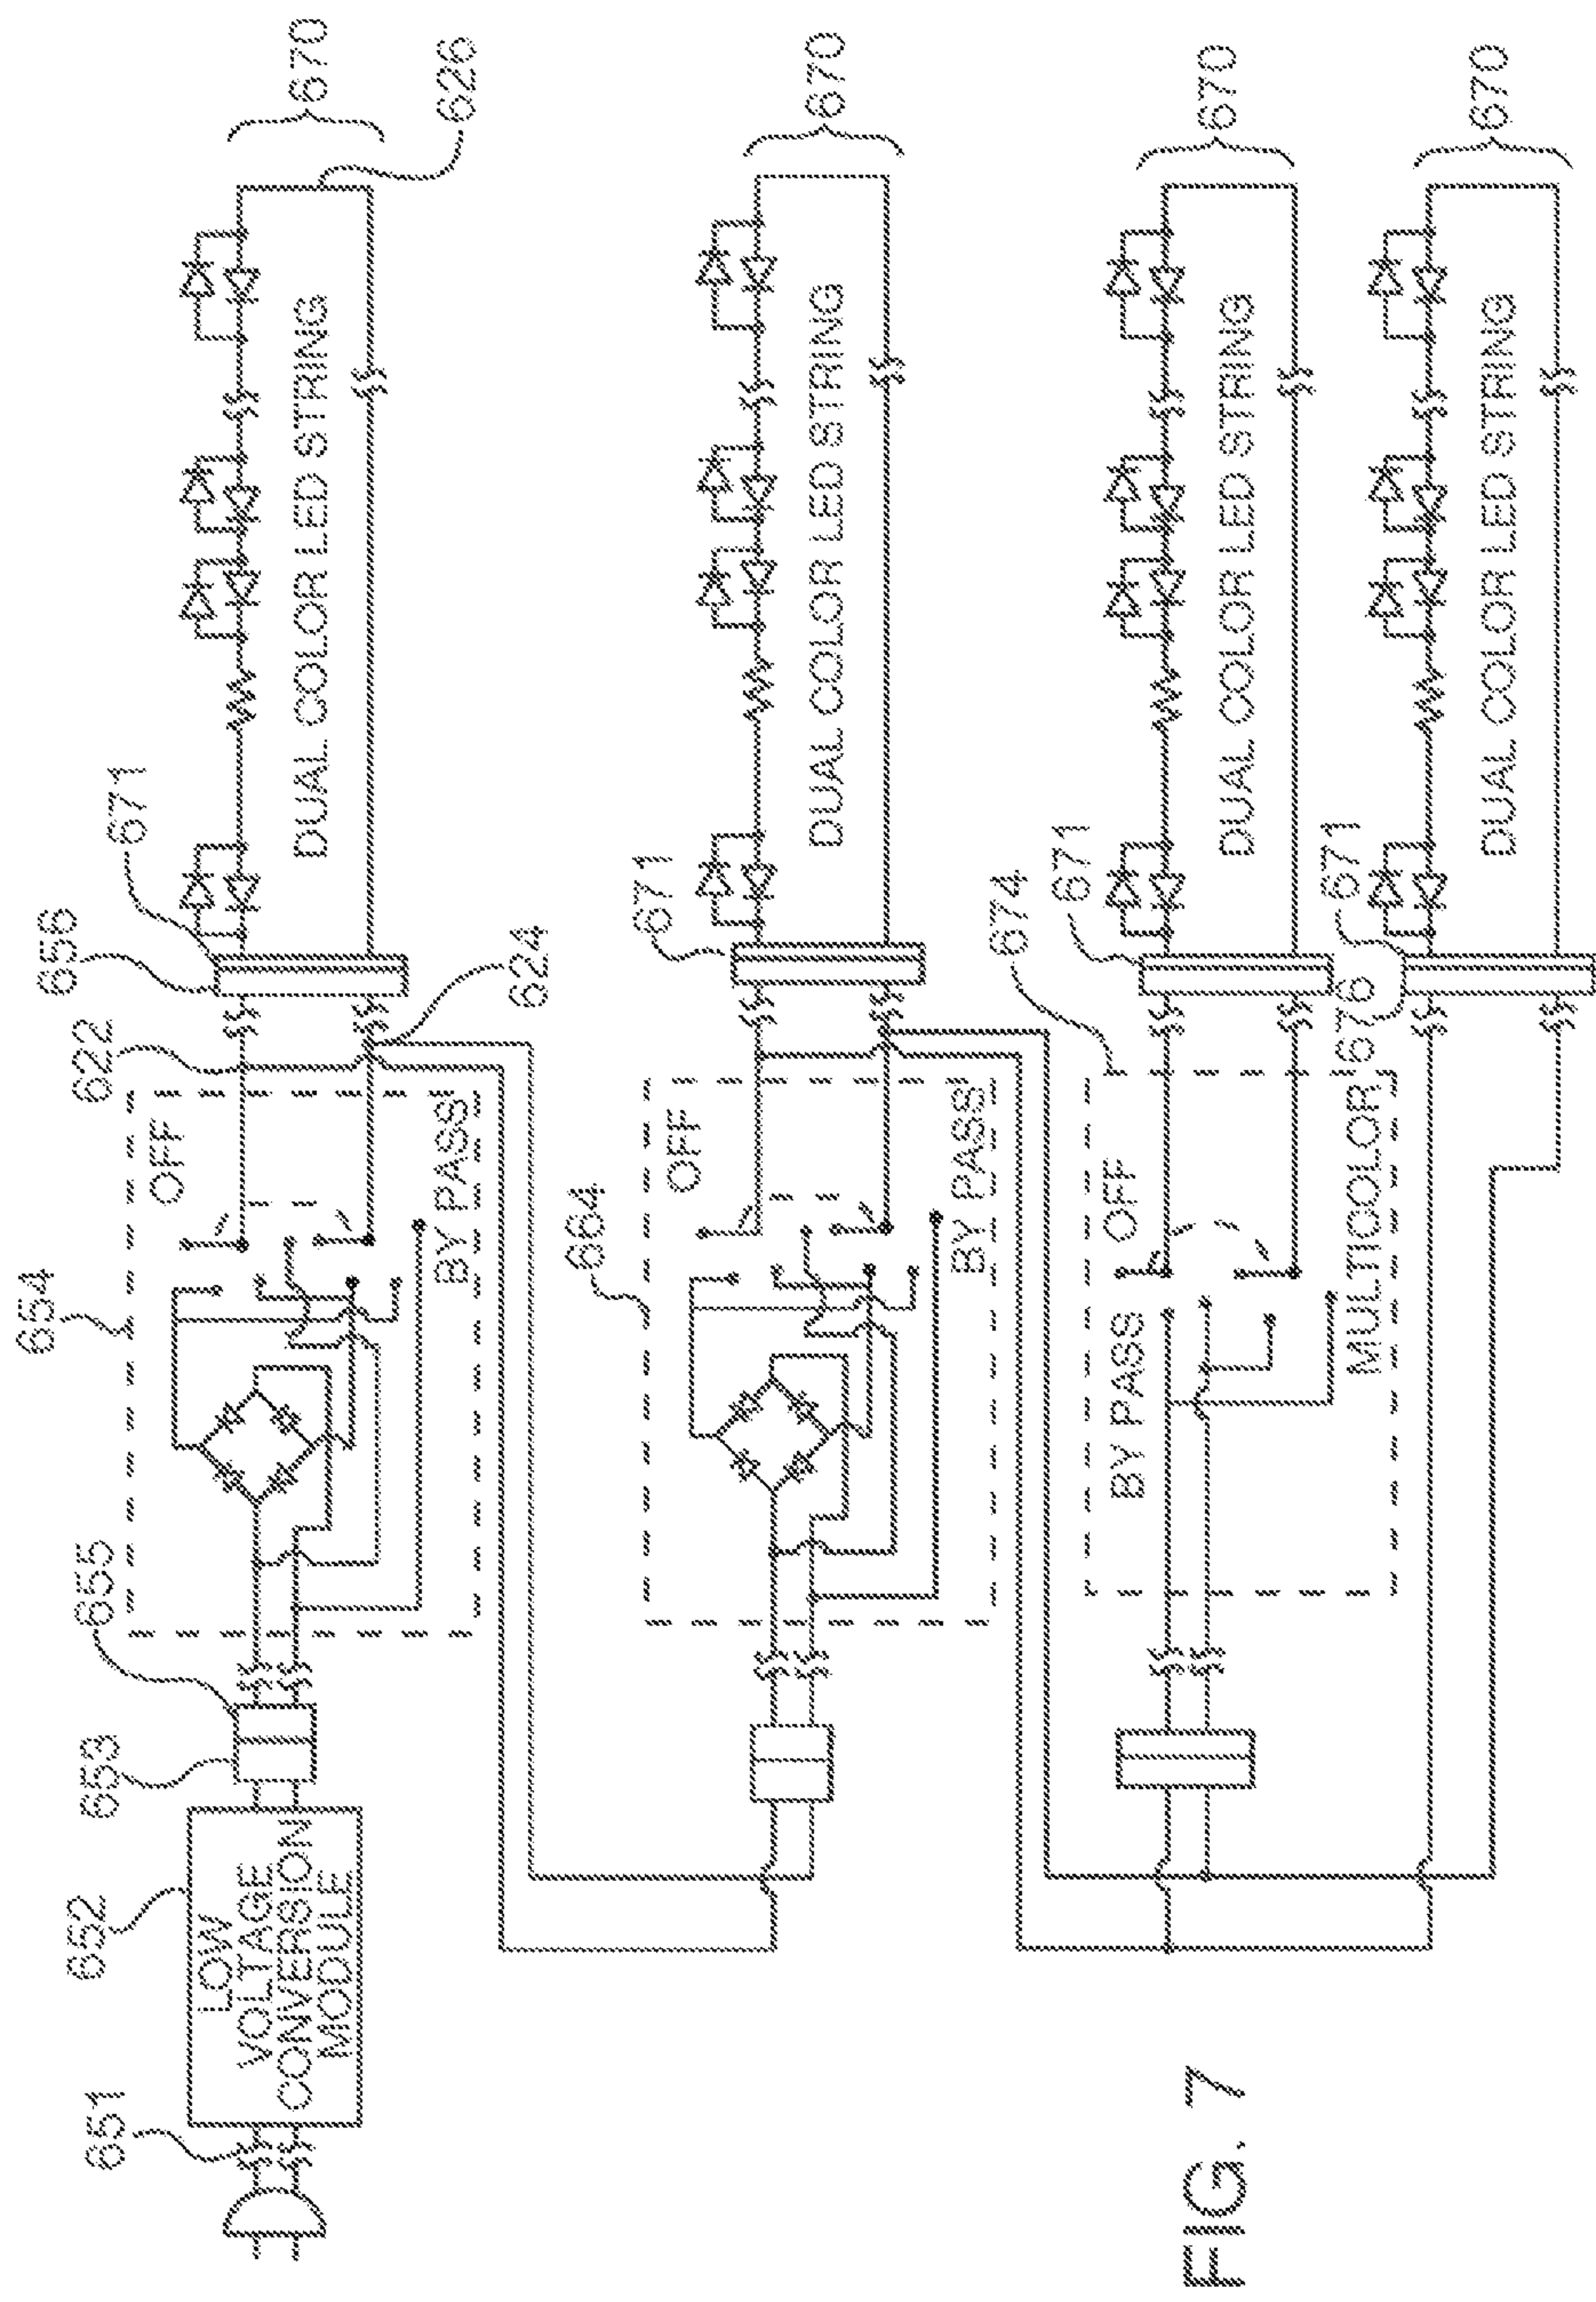 651
652
LOW
VOLTAGE
CONVERSION
MODULE
653
655
654
OFF
BY PASS
622
624
656
671
DUAL COLOR LED STRING
626
670
664
OFF
BY PASS
671
DUAL COLOR LED STRING
670
BY PASS
OFF
MULTICOLOR
674
671
DUAL COLOR LED STRING
670
676
671
DUAL COLOR LED STRING
670
FIG. 7